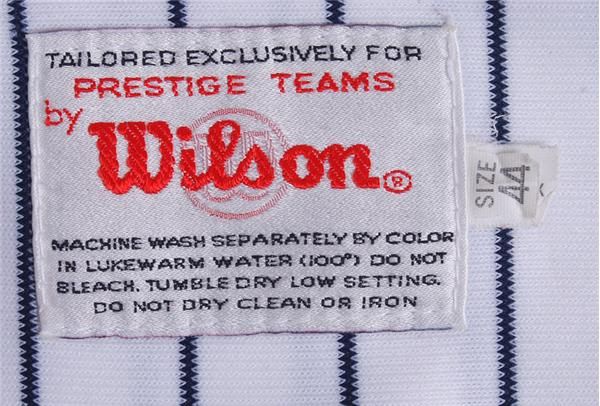 TAILORED EXCLUSIVELY FOR
PRESTIGE TEAMS
by
Wilson®
MACHINE WASH SEPARATELY BY COLOR
IN LUKEWARM WATER (100°) DO NOT
BLEACH. TUMBLE DRY LOW SETTING.
DO NOT DRY CLEAN OR IRON
SIZE
44